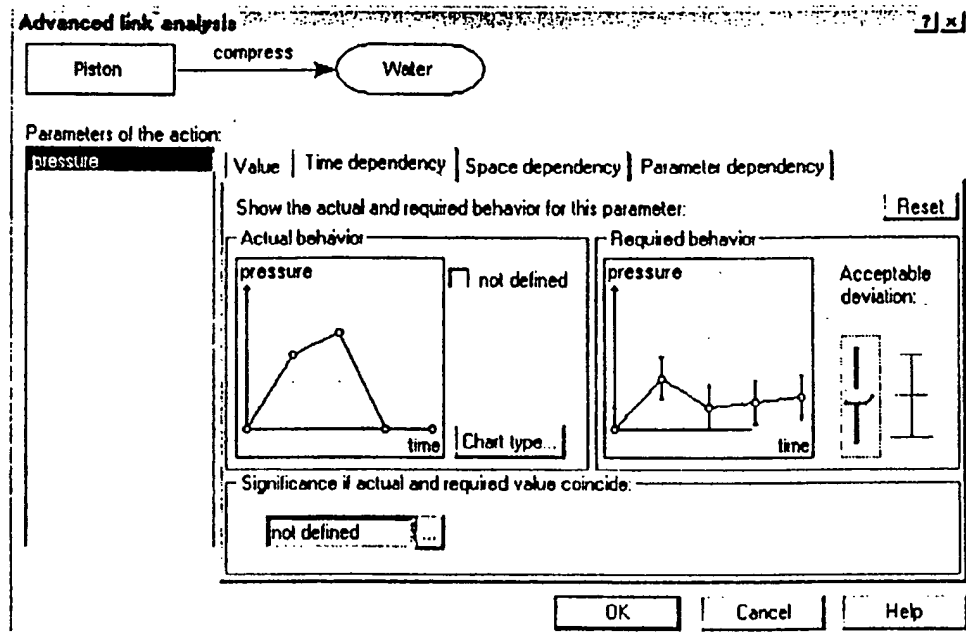 Advanced link analysis
? ×
Piston
compress
Water
Parameters of the action:
pressure
Value
Time dependency
Space dependency
Parameter dependency
Show the actual and required behavior for this parameter:
Reset
Actual behavior
pressure
not defined
time
Chart type...
Required behavior
pressure
time
Acceptable
deviation:
Significance if actual and required value coincide:
not defined
...
OK
Cancel
Help